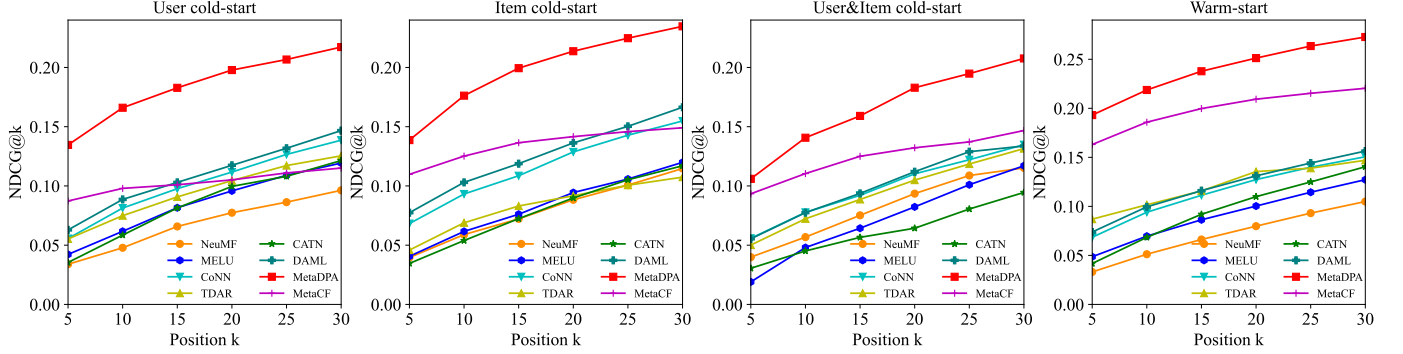 User cold-start
NDCG@k
0.20
0.15
0.10
0.05
0.00
NeuMF
MELU
CoNN
TDAR
CATN
DAML
MetaDPA
MetaCF
5 10 15 20 25 30
Position k
Item cold-start
NDCG@k
0.20
0.15
0.10
0.05
0.00
NeuMF
MELU
CoNN
TDAR
CATN
DAML
MetaDPA
MetaCF
5 10 15 20 25 30
Position k
User&Item cold-start
NDCG@k
0.20
0.15
0.10
0.05
0.00
NeuMF
MELU
CoNN
TDAR
CATN
DAML
MetaDPA
MetaCF
5 10 15 20 25 30
Position k
Warm-start
NDCG@k
0.25
0.20
0.15
0.10
0.05
0.00
NeuMF
MELU
CoNN
TDAR
CATN
DAML
MetaDPA
MetaCF
5 10 15 20 25 30
Position k